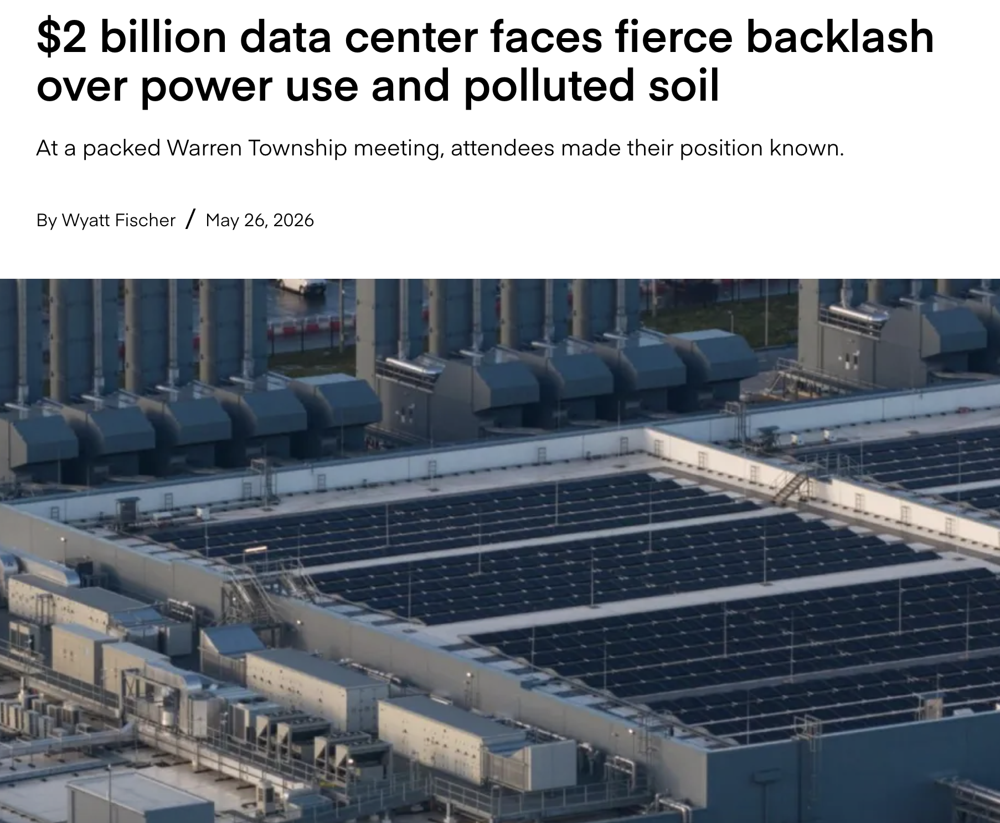 $2 billion data center faces fierce backlash
over power use and polluted soil
At a packed Warren Township meeting, attendees made their position known.
By Wyatt Fischer / May 26, 2026